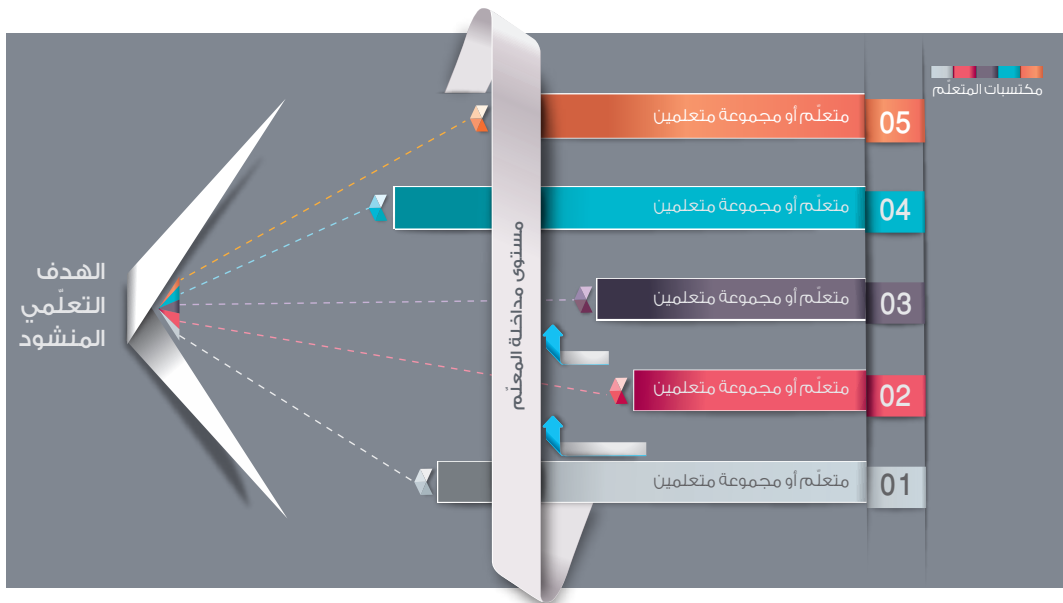 مكتسبات المتعلّم
05 متعلّم أو مجموعة متعلمين
04 متعلّم أو مجموعة متعلمين
03 متعلّم أو مجموعة متعلمين
02 متعلّم أو مجموعة متعلمين
01 متعلّم أو مجموعة متعلمين
مستوى مداخلة المعلّم
الهدف
التعلّمي
المنشود